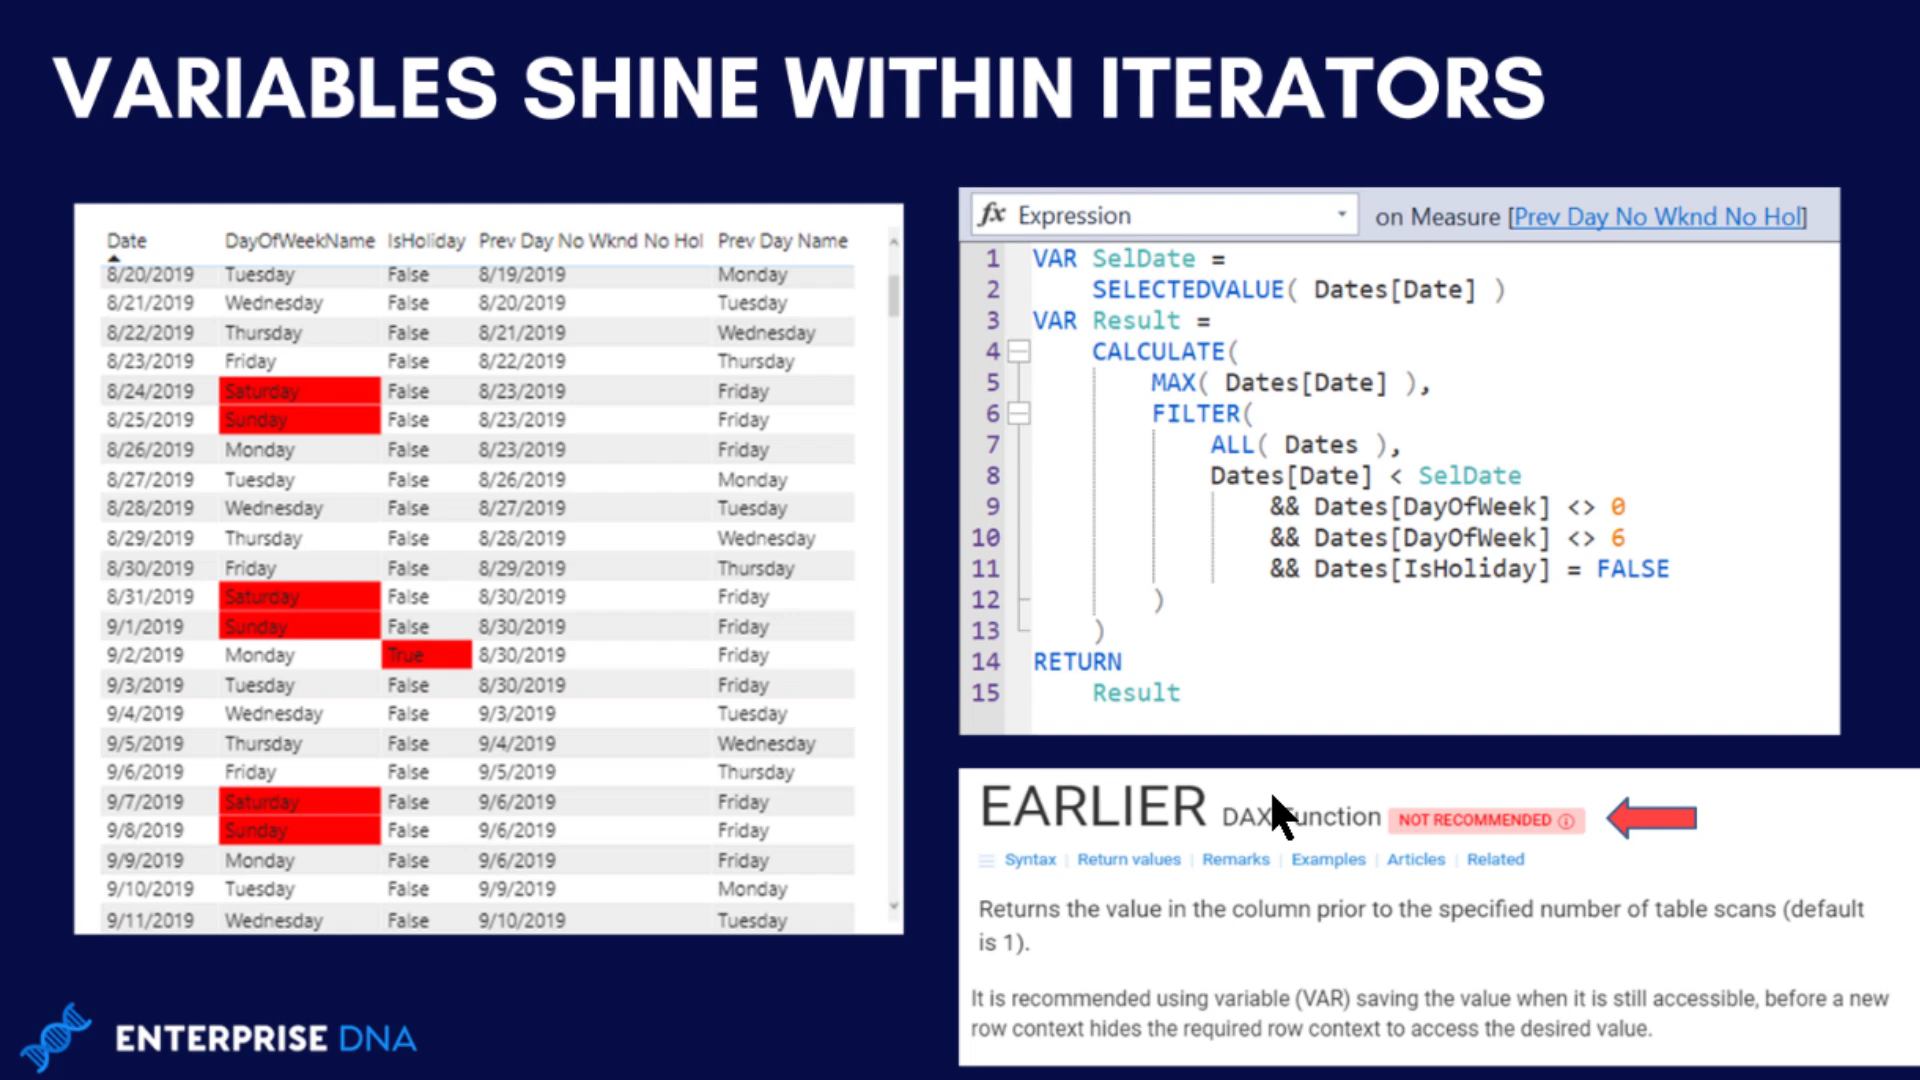 VARIABLES SHINE WITHIN ITERATORS
Date DayOfWeekName IsHoliday Prev Day No Wknd No Hol Prev Day Name
8/20/2019 Tuesday False 8/19/2019 Monday
8/21/2019 Wednesday False 8/20/2019 Tuesday
8/22/2019 Thursday False 8/21/2019 Wednesday
8/23/2019 Friday False 8/22/2019 Thursday
8/24/2019 Saturday False 8/23/2019 Friday
8/25/2019 Sunday False 8/23/2019 Friday
8/26/2019 Monday False 8/23/2019 Friday
8/27/2019 Tuesday False 8/26/2019 Monday
8/28/2019 Wednesday False 8/27/2019 Tuesday
8/29/2019 Thursday False 8/28/2019 Wednesday
8/30/2019 Friday False 8/29/2019 Thursday
8/31/2019 Saturday False 8/30/2019 Friday
9/1/2019 Sunday False 8/30/2019 Friday
9/2/2019 Monday True 8/30/2019 Friday
9/3/2019 Tuesday False 8/30/2019 Friday
9/4/2019 Wednesday False 9/3/2019 Tuesday
9/5/2019 Thursday False 9/4/2019 Wednesday
9/6/2019 Friday False 9/5/2019 Thursday
9/7/2019 Saturday False 9/6/2019 Friday
9/8/2019 Sunday False 9/6/2019 Friday
9/9/2019 Monday False 9/6/2019 Friday
9/10/2019 Tuesday False 9/9/2019 Monday
9/11/2019 Wednesday False 9/10/2019 Tuesday
fx Expression on Measure [Prev Day No Wknd No Hol]
1 VAR SelDate =
2 SELECTEDVALUE( Dates[Date] )
3 VAR Result =
4 CALCULATE(
5 MAX( Dates[Date] ),
6 FILTER(
7 ALL( Dates ),
8 Dates[Date] < SelDate
9 && Dates[DayOfWeek] <> 0
10 && Dates[DayOfWeek] <> 6
11 && Dates[IsHoliday] = FALSE
12 )
13 )
14 RETURN
15 Result
EARLIER DAX Function NOT RECOMMENDED
Syntax | Return values | Remarks | Examples | Articles | Related
Returns the value in the column prior to the specified number of table scans (default
is 1).
It is recommended using variable (VAR) saving the value when it is still accessible, before a new
row context hides the required row context to access the desired value.
ENTERPRISE DNA